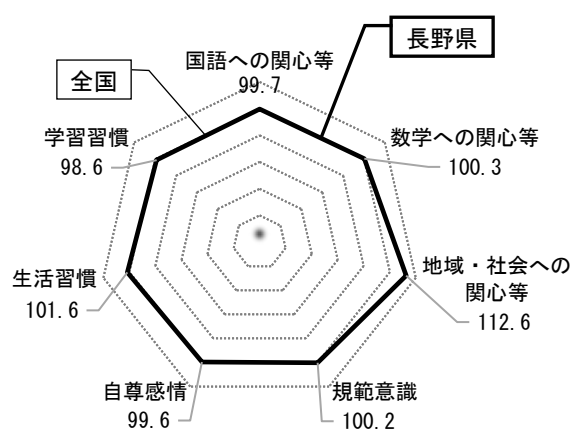 長野県
全国
国語への関心等
99.7
数学への関心等
100.3
地域・社会への
関心等
112.6
規範意識
100.2
自尊感情
99.6
生活習慣
101.6
学習習慣
98.6